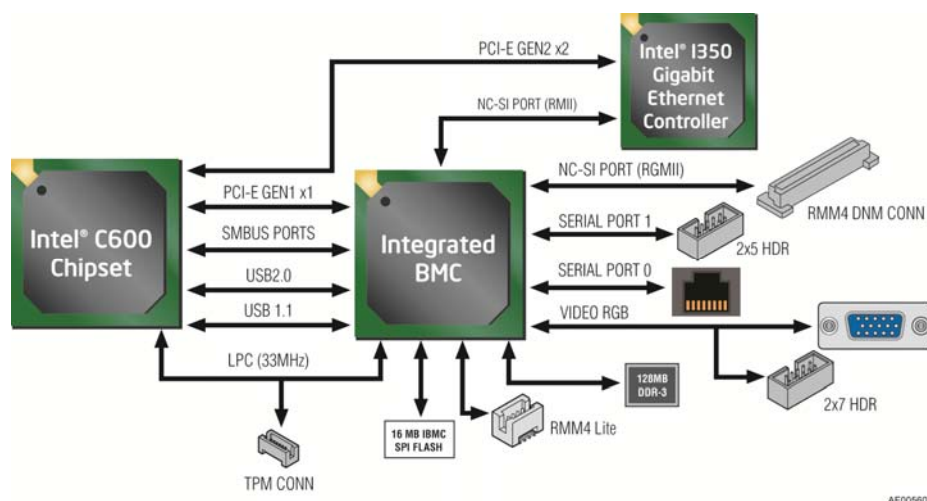 PCI-E GEN2 x2
Intel® I350
Gigabit
Ethernet
Controller
NC-SI PORT (RMII)
NC-SI PORT (RGMII)
RMM4 DNM CONN
Intel® C600
Chipset
PCI-E GEN1 x1
SMBUS PORTS
USB2.0
USB 1.1
Integrated
BMC
SERIAL PORT 1
2x5 HDR
SERIAL PORT 0
VIDEO RGB
2x7 HDR
LPC (33MHz)
TPM CONN
16 MB IBMC
SPI FLASH
RMM4 Lite
128MB
DDR-3
AF00560